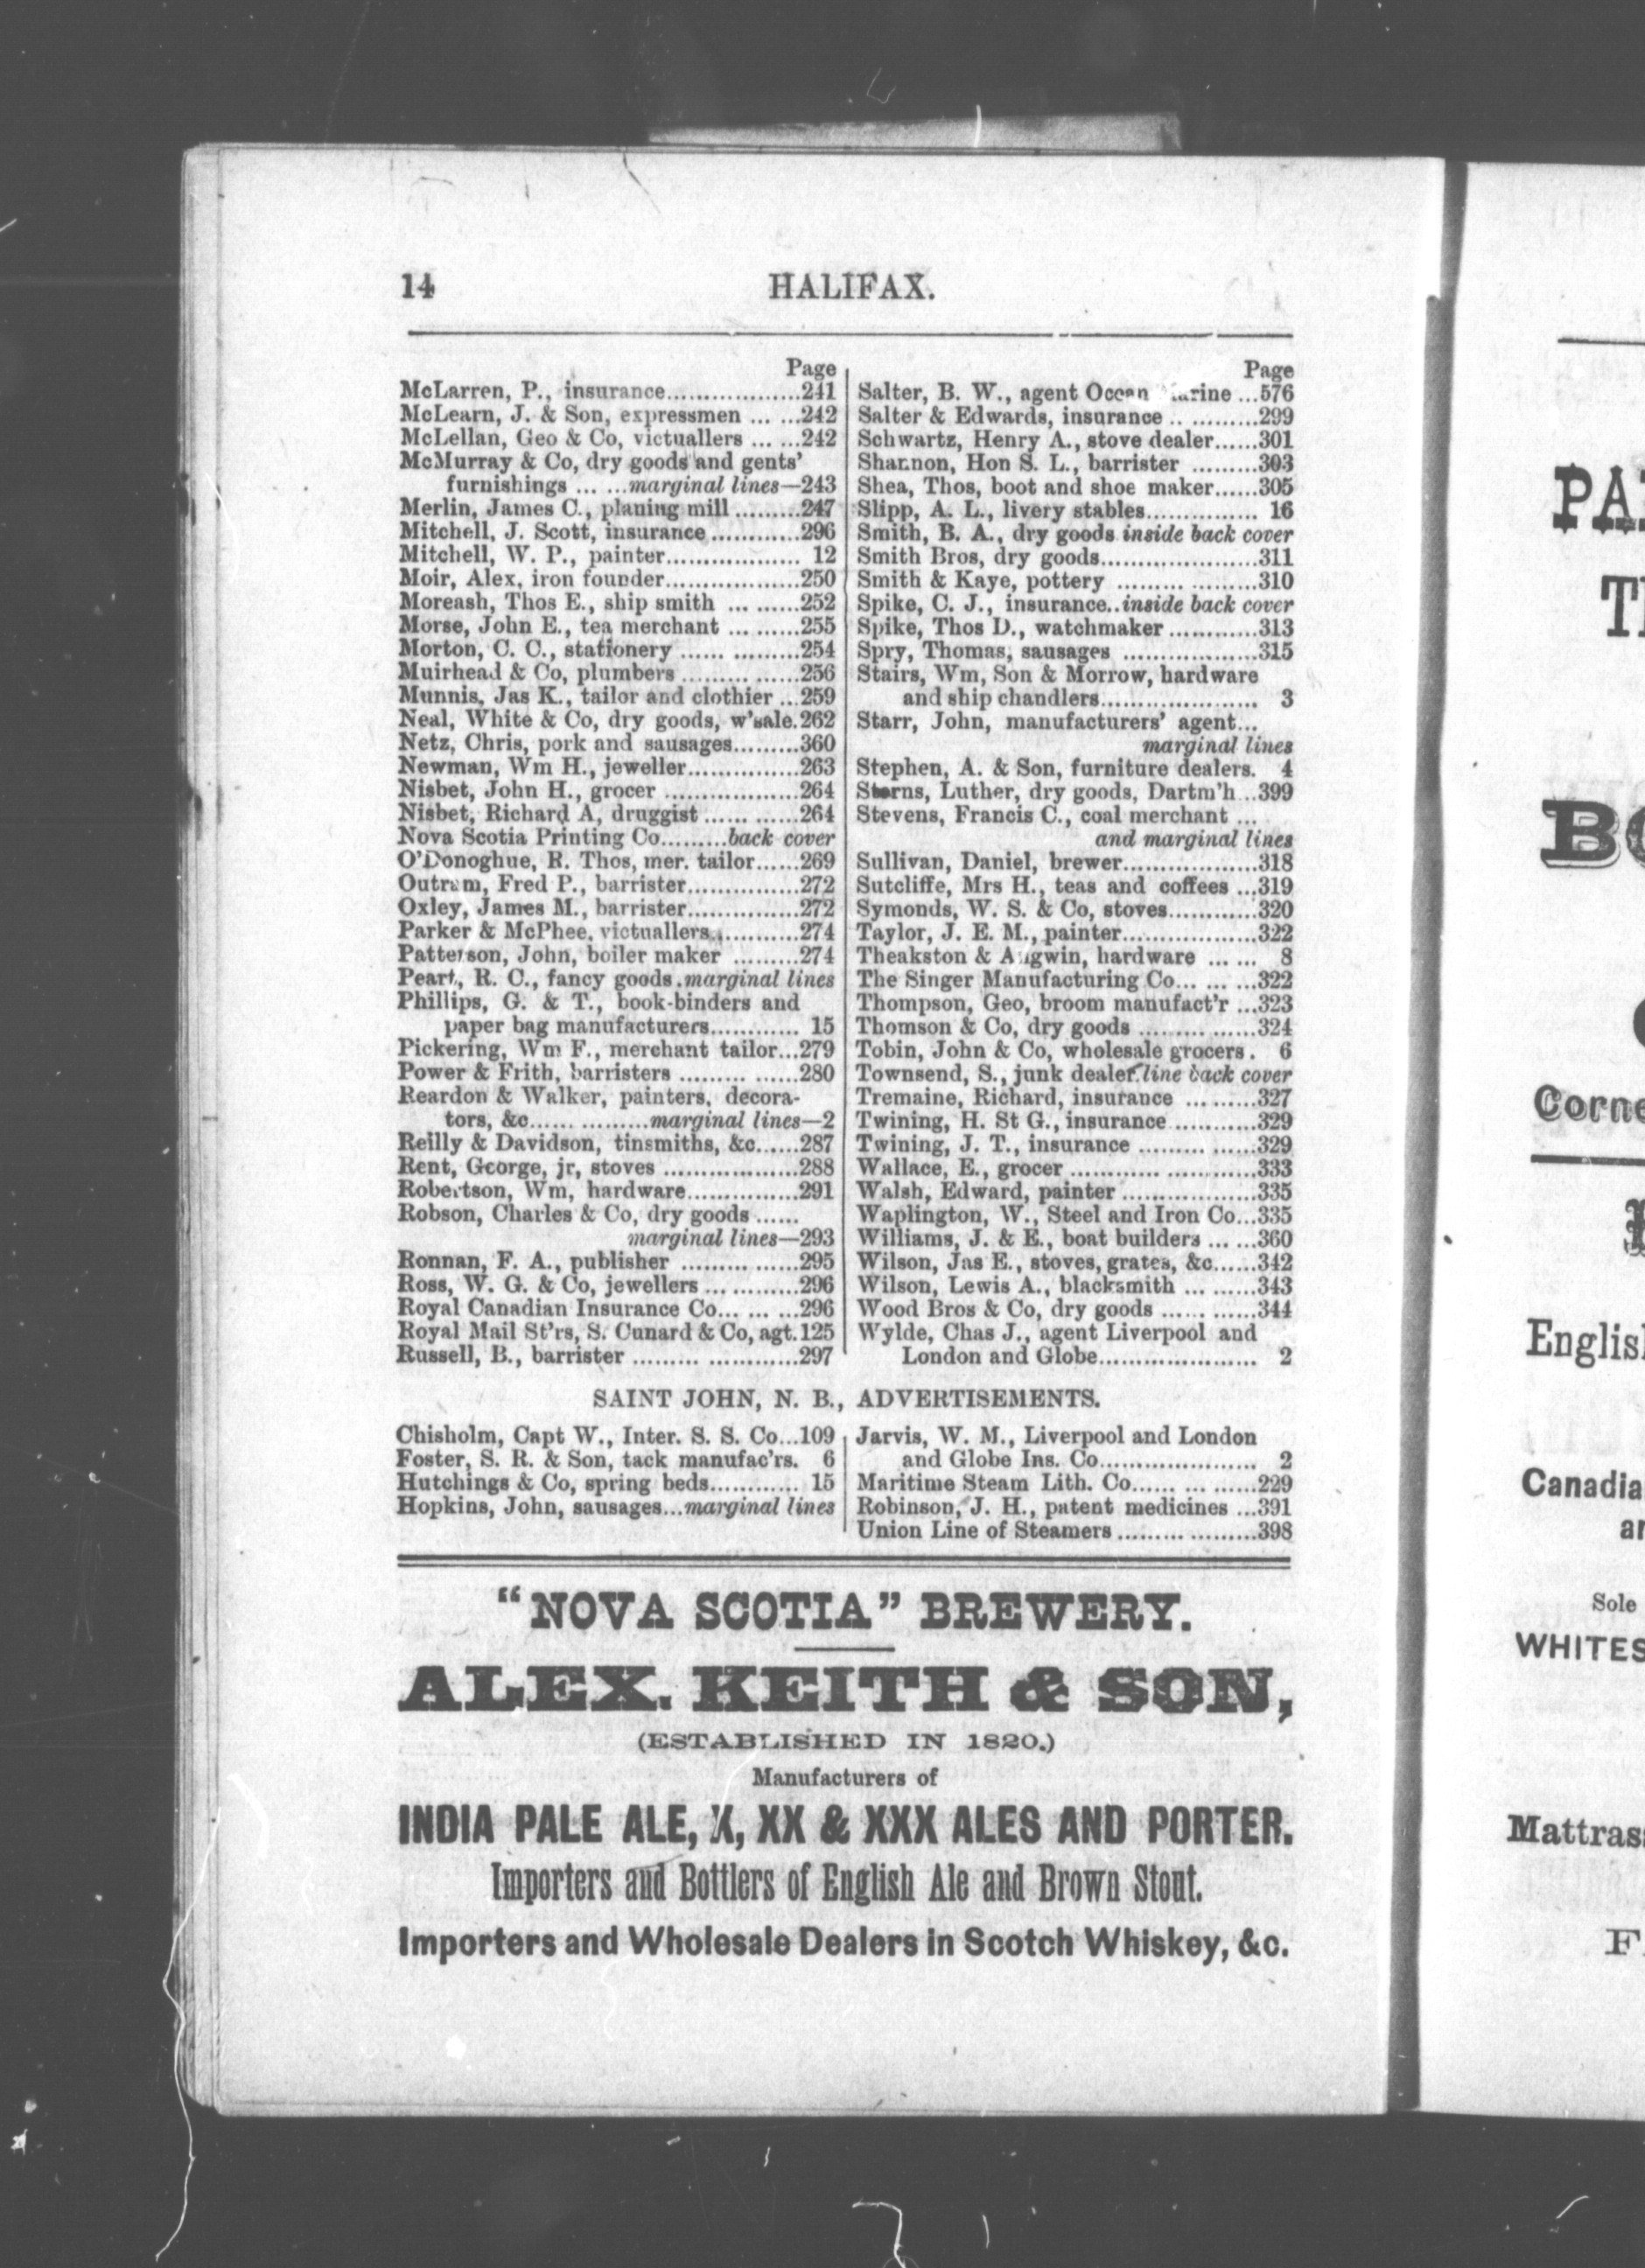 14 HALIFAX.
Page
McLarren, P., insurance..................241
McLearn, J. & Son, expressmen ... ...242
McLellan, Geo & Co, victuallers ... ...242
McMurray & Co, dry goods and gents'
furnishings ... ...marginal lines—243
Merlin, James C., planing mill .........247
Mitchell, J. Scott, insurance ............296
Mitchell, W. P., painter.................. 12
Moir, Alex, iron founder..................250
Moreash, Thos E., ship smith ... ......252
Morse, John E., tea merchant ... ......255
Morton, C. C., stationery ...... .........254
Muirhead & Co, plumbers ......... ......256
Munnis, Jas K., tailor and clothier ...259
Neal, White & Co, dry goods, w'sale.262
Netz, Chris, pork and sausages.........360
Newman, Wm H., jeweller...............263
Nisbet, John H., grocer ..................264
Nisbet, Richard A, druggist ...... ......264
Nova Scotia Printing Co.........back cover
O'Donoghue, R. Thos, mer. tailor......269
Outram, Fred P., barrister...............272
Oxley, James M., barrister...............272
Parker & McPhee, victuallers............274
Patterson, John, boiler maker .........274
Peart, R. C., fancy goods.marginal lines
Phillips, G. & T., book-binders and
paper bag manufacturers............ 15
Pickering, Wm F., merchant tailor...279
Power & Frith, barristers ......... ......280
Reardon & Walker, painters, decora-
tors, &c...... .........marginal lines—2
Reilly & Davidson, tinsmiths, &c......287
Rent, George, jr, stoves ..................288
Robertson, Wm, hardware...............291
Robson, Charles & Co, dry goods ......
marginal lines—293
Ronnan, F. A., publisher ......... ......295
Ross, W. G. & Co, jewellers ... .........296
Royal Canadian Insurance Co... ... ...296
Royal Mail St'rs, S. Cunard & Co, agt.125
Russell, B., barrister ......... ............297
Page
Salter, B. W., agent Ocean ...576
Salter & Edwards, insurance .. .........299
Schwartz, Henry A., stove dealer......301
Shannon, Hon S. L., barrister .........303
Shea, Thos, boot and shoe maker......305
Slipp, A. L., livery stables............... 16
Smith, B. A., dry goods inside back cover
Smith Bros, dry goods.....................311
Smith & Kaye, pottery ......... .........310
Spike, C. J., insurance..inside back cover
Spike, Thos D., watchmaker............313
Spry, Thomas, sausages ..................315
Stairs, Wm, Son & Morrow, hardware
and ship chandlers..................... 3
Starr, John, manufacturers' agent...
marginal lines
Stephen, A. & Son, furniture dealers. 4
Sterns, Luther, dry goods, Dartm'h...399
Stevens, Francis C., coal merchant ...
and marginal lines
Sullivan, Daniel, brewer..................318
Sutcliffe, Mrs H., teas and coffees ...319
Symonds, W. S. & Co, stoves............320
Taylor, J. E. M., painter..................322
Theakston & Angwin, hardware ... ... 8
The Singer Manufacturing Co... ... ...322
Thompson, Geo, broom manufact'r ...323
Thomson & Co, dry goods ......... ......324
Tobin, John & Co, wholesale grocers. 6
Townsend, S., junk dealer.line back cover
Tremaine, Richard, insurance .........327
Twining, H. St G., insurance............329
Twining, J. T., insurance ......... ......329
Wallace, E., grocer ............ ............333
Walsh, Edward, painter ..................335
Waplington, W., Steel and Iron Co...335
Williams, J. & E., boat builders ... ...360
Wilson, Jas E., stoves, grates, &c......342
Wilson, Lewis A., blacksmith ... ......343
Wood Bros & Co, dry goods ...... ......344
Wylde, Chas J., agent Liverpool and
London and Globe..................... 2
SAINT JOHN, N. B., ADVERTISEMENTS.
Chisholm, Capt W., Inter. S. S. Co...109
Foster, S. R. & Son, tack manufac'rs. 6
Hutchings & Co, spring beds............ 15
Hopkins, John, sausages...marginal lines
Jarvis, W. M., Liverpool and London
and Globe Ins. Co..................... 2
Maritime Steam Lith. Co...... ... ......229
Robinson, J. H., patent medicines ...391
Union Line of Steamers ......... .........398
"NOVA SCOTIA" BREWERY.
ALEX. KEITH & SON,
(ESTABLISHED IN 1820.)
Manufacturers of
INDIA PALE ALE, X, XX & XXX ALES AND PORTER.
Importers and Bottlers of English Ale and Brown Stout.
Importers and Wholesale Dealers in Scotch Whiskey, &c.
Sole
WHITES